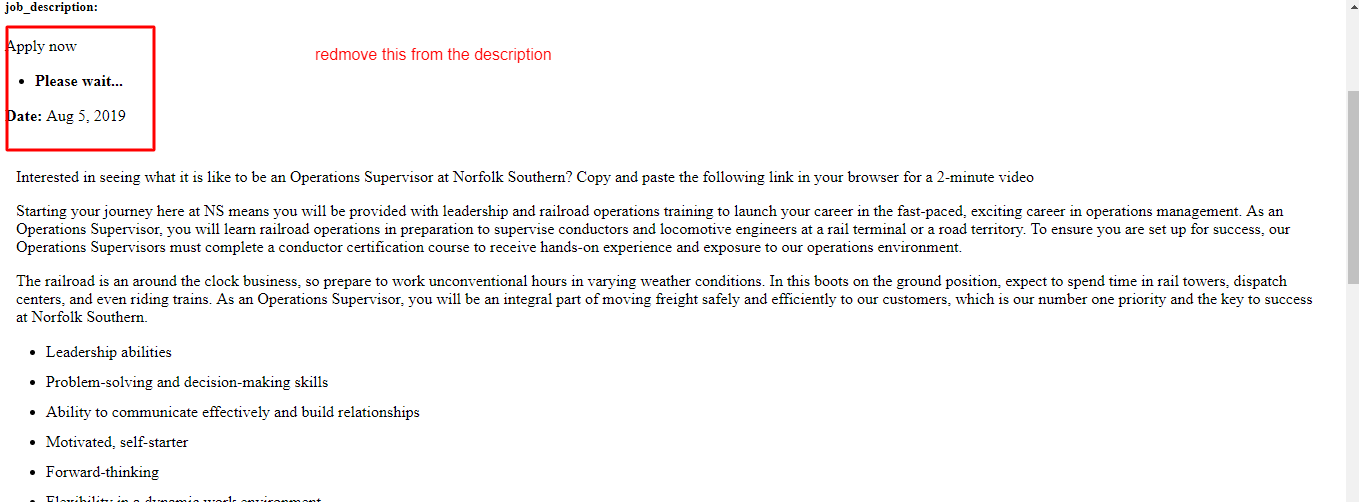 job_description:
Apply now
redmove this from the description
• Please wait...
Date: Aug 5, 2019
Interested in seeing what it is like to be an Operations Supervisor at Norfolk Southern? Copy and paste the following link in your browser for a 2-minute video
Starting your journey here at NS means you will be provided with leadership and railroad operations training to launch your career in the fast-paced, exciting career in operations management. As an
Operations Supervisor, you will learn railroad operations in preparation to supervise conductors and locomotive engineers at a rail terminal or a road territory. To ensure you are set up for success, our
Operations Supervisors must complete a conductor certification course to receive hands-on experience and exposure to our operations environment.
The railroad is an around the clock business, so prepare to work unconventional hours in varying weather conditions. In this boots on the ground position, expect to spend time in rail towers, dispatch
centers, and even riding trains. As an Operations Supervisor, you will be an integral part of moving freight safely and efficiently to our customers, which is our number one priority and the key to success
at Norfolk Southern.
• Leadership abilities
• Problem-solving and decision-making skills
• Ability to communicate effectively and build relationships
• Motivated, self-starter
• Forward-thinking
• Flexibility in a dynamic work environment